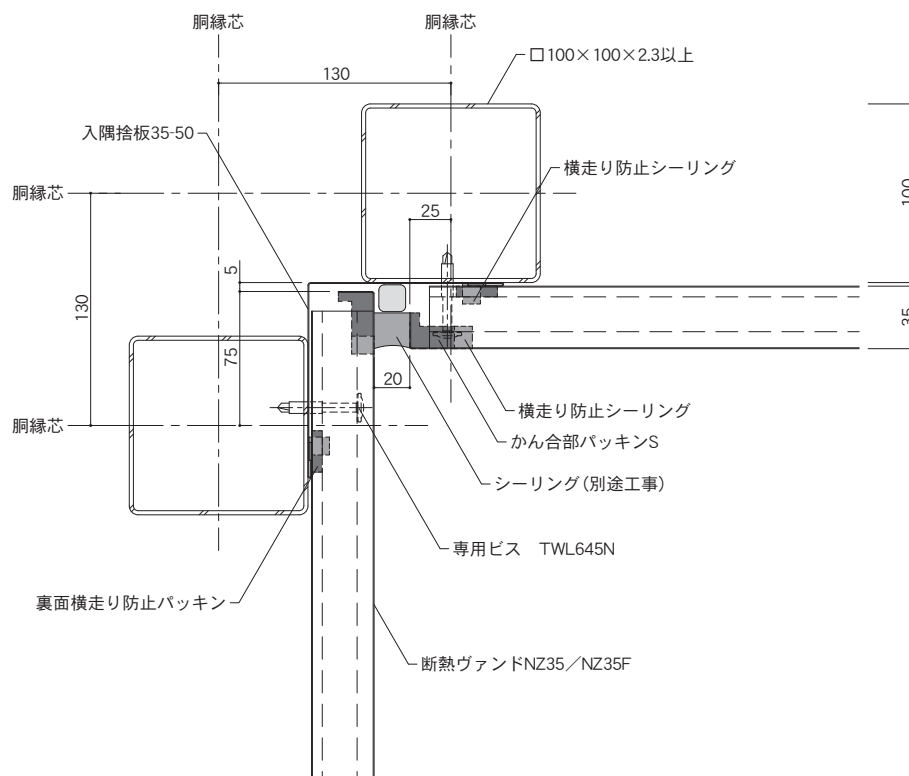 胴縁芯
胴縁芯
130
□100×100×2.3以上
入隅捨板35-50
横走り防止シーリング
胴縁芯
25
100
5
130
75
35
20
横走り防止シーリング
胴縁芯
かん合部パッキンS
シーリング（別途工事）
専用ビス　TWL645N
裏面横走り防止パッキン
断熱ヴァンドNZ35／NZ35F